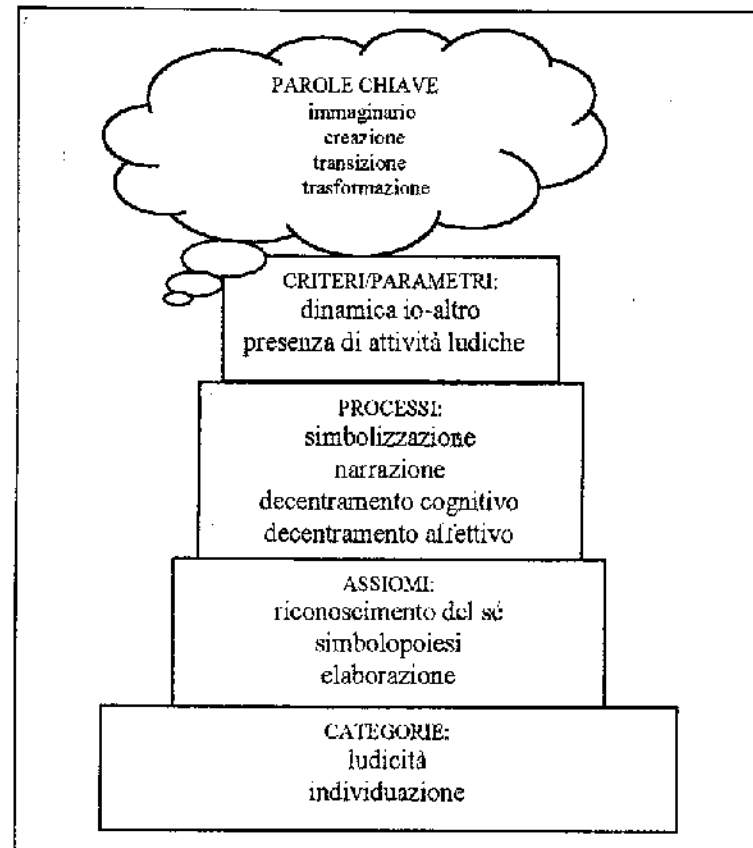 PAROLE CHIAVE
immaginario
creazione
transizione
trasformazione
CRITERI/PARAMETRI:
dinamica io-altro
presenza di attività ludiche
PROCESSI:
simbolizzazione
narrazione
decentramento cognitivo
decentramento affettivo
ASSIOMI:
riconoscimento del sé
simbolopoiesi
elaborazione
CATEGORIE:
ludicità
individuazione